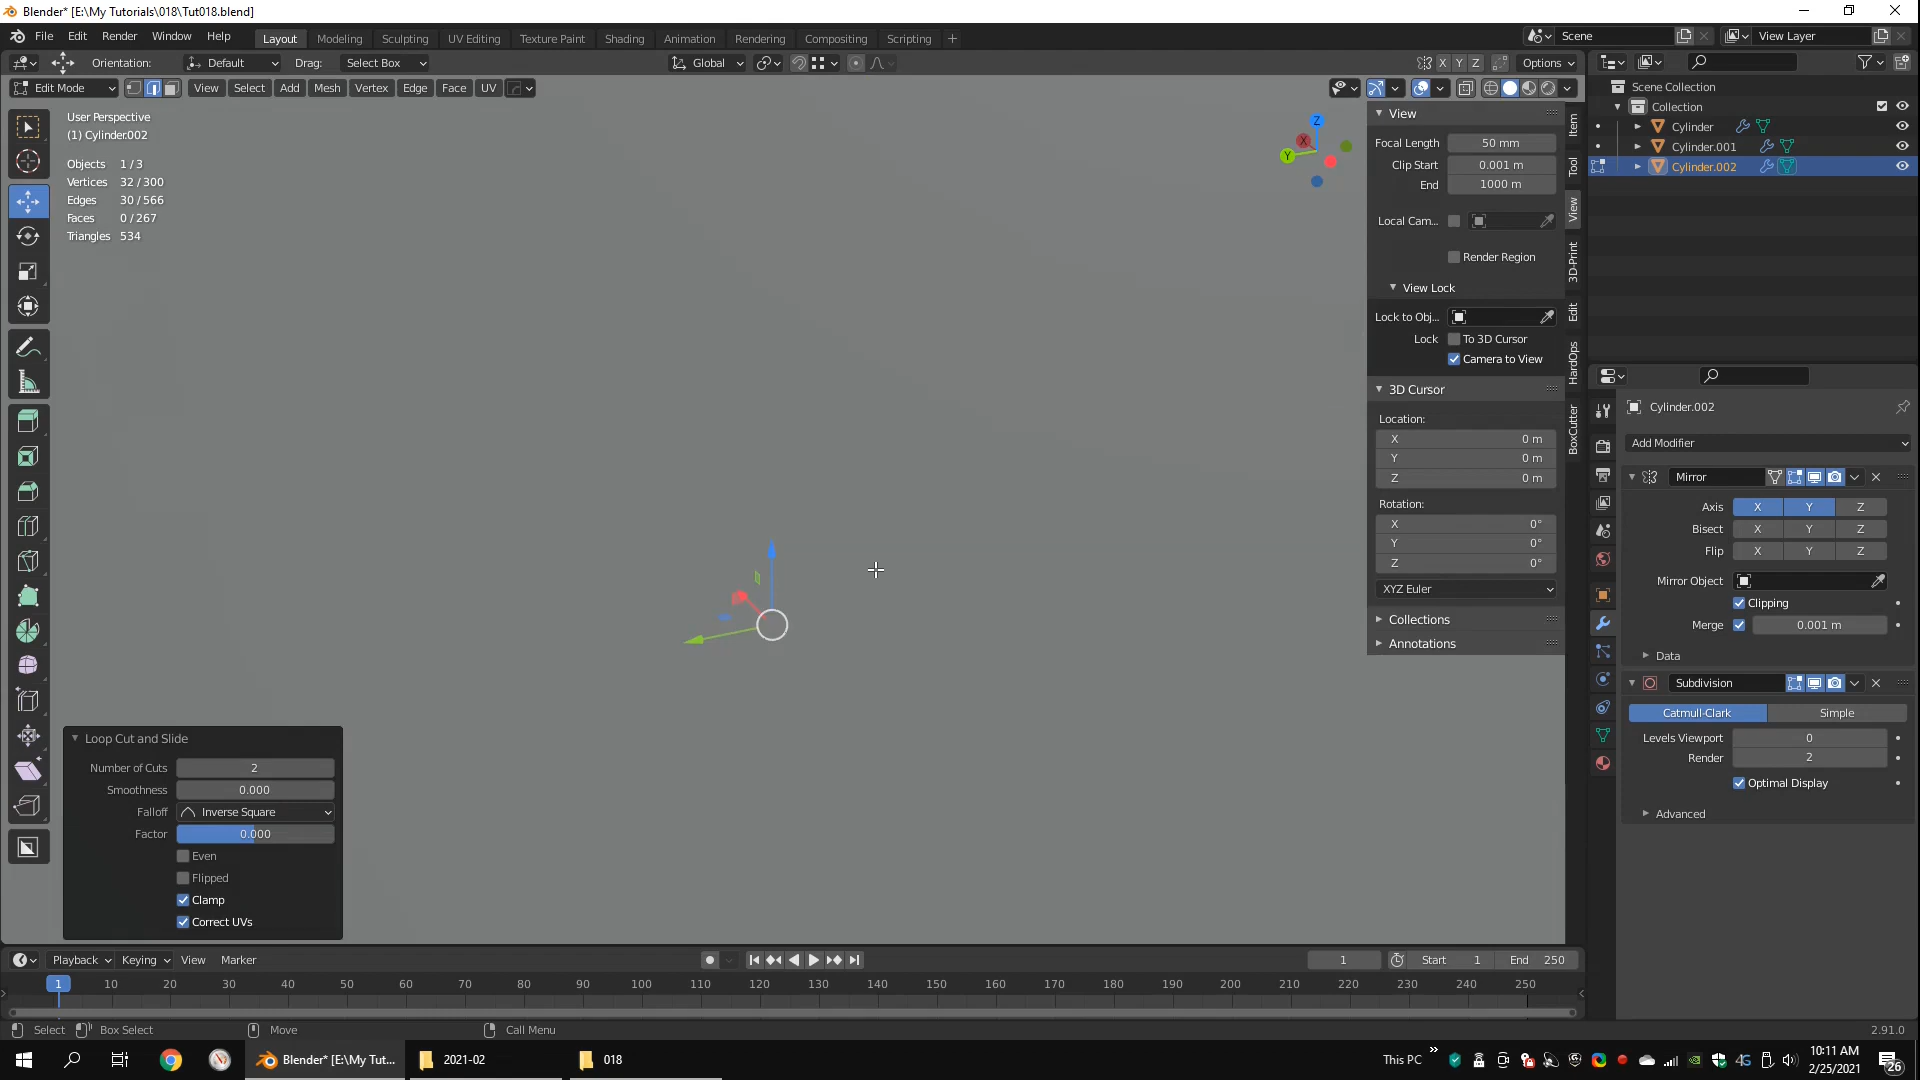 Blender* [E:\My Tutorials\018\Tut018.blend]
File Edit Render Window Help
Layout Modeling Sculpting UV Editing Texture Paint Shading Animation Rendering Compositing Scripting +
Scene View Layer
Orientation: Default Drag: Select Box Global X Y Z Options
Edit Mode View Select Add Mesh Vertex Edge Face UV
User Perspective
(1) Cylinder.002
Objects 1 / 3
Vertices 32 / 300
Edges 30 / 566
Faces 0 / 267
Triangles 534
Z
X
Y
View
Focal Length 50 mm
Clip Start 0.001 m
End 1000 m
Local Cam...
Render Region
View Lock
Lock to Obj...
Lock To 3D Cursor
Camera to View
3D Cursor
Location:
X 0 m
Y 0 m
Z 0 m
Rotation:
X 0°
Y 0°
Z 0°
XYZ Euler
Collections
Annotations
Item
Tool
View
3D-Print
Edit
HardOps
BoxCutter
Scene Collection
Collection
Cylinder
Cylinder.001
Cylinder.002
Cylinder.002
Add Modifier
Mirror
Axis X Y Z
Bisect X Y Z
Flip X Y Z
Mirror Object
Clipping
Merge 0.001 m
Data
Subdivision
Catmull-Clark Simple
Levels Viewport 0
Render 2
Optimal Display
Advanced
Loop Cut and Slide
Number of Cuts 2
Smoothness 0.000
Falloff Inverse Square
Factor 0.000
Even
Flipped
Clamp
Correct UVs
Playback Keying View Marker 1 Start 1 End 250
1 10 20 30 40 50 60 70 80 90 100 110 120 130 140 150 160 170 180 190 200 210 220 230 240 250
Select Box Select Move Call Menu 2.91.0
Blender* [E:\My Tut... 2021-02 018 This PC » 4G 10:11 AM
2/25/2021 26